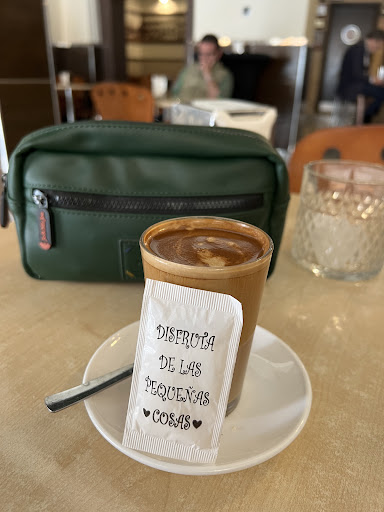 DISFRUTA
DE LAS
PEQUEÑAS
♥ COSAS ♥